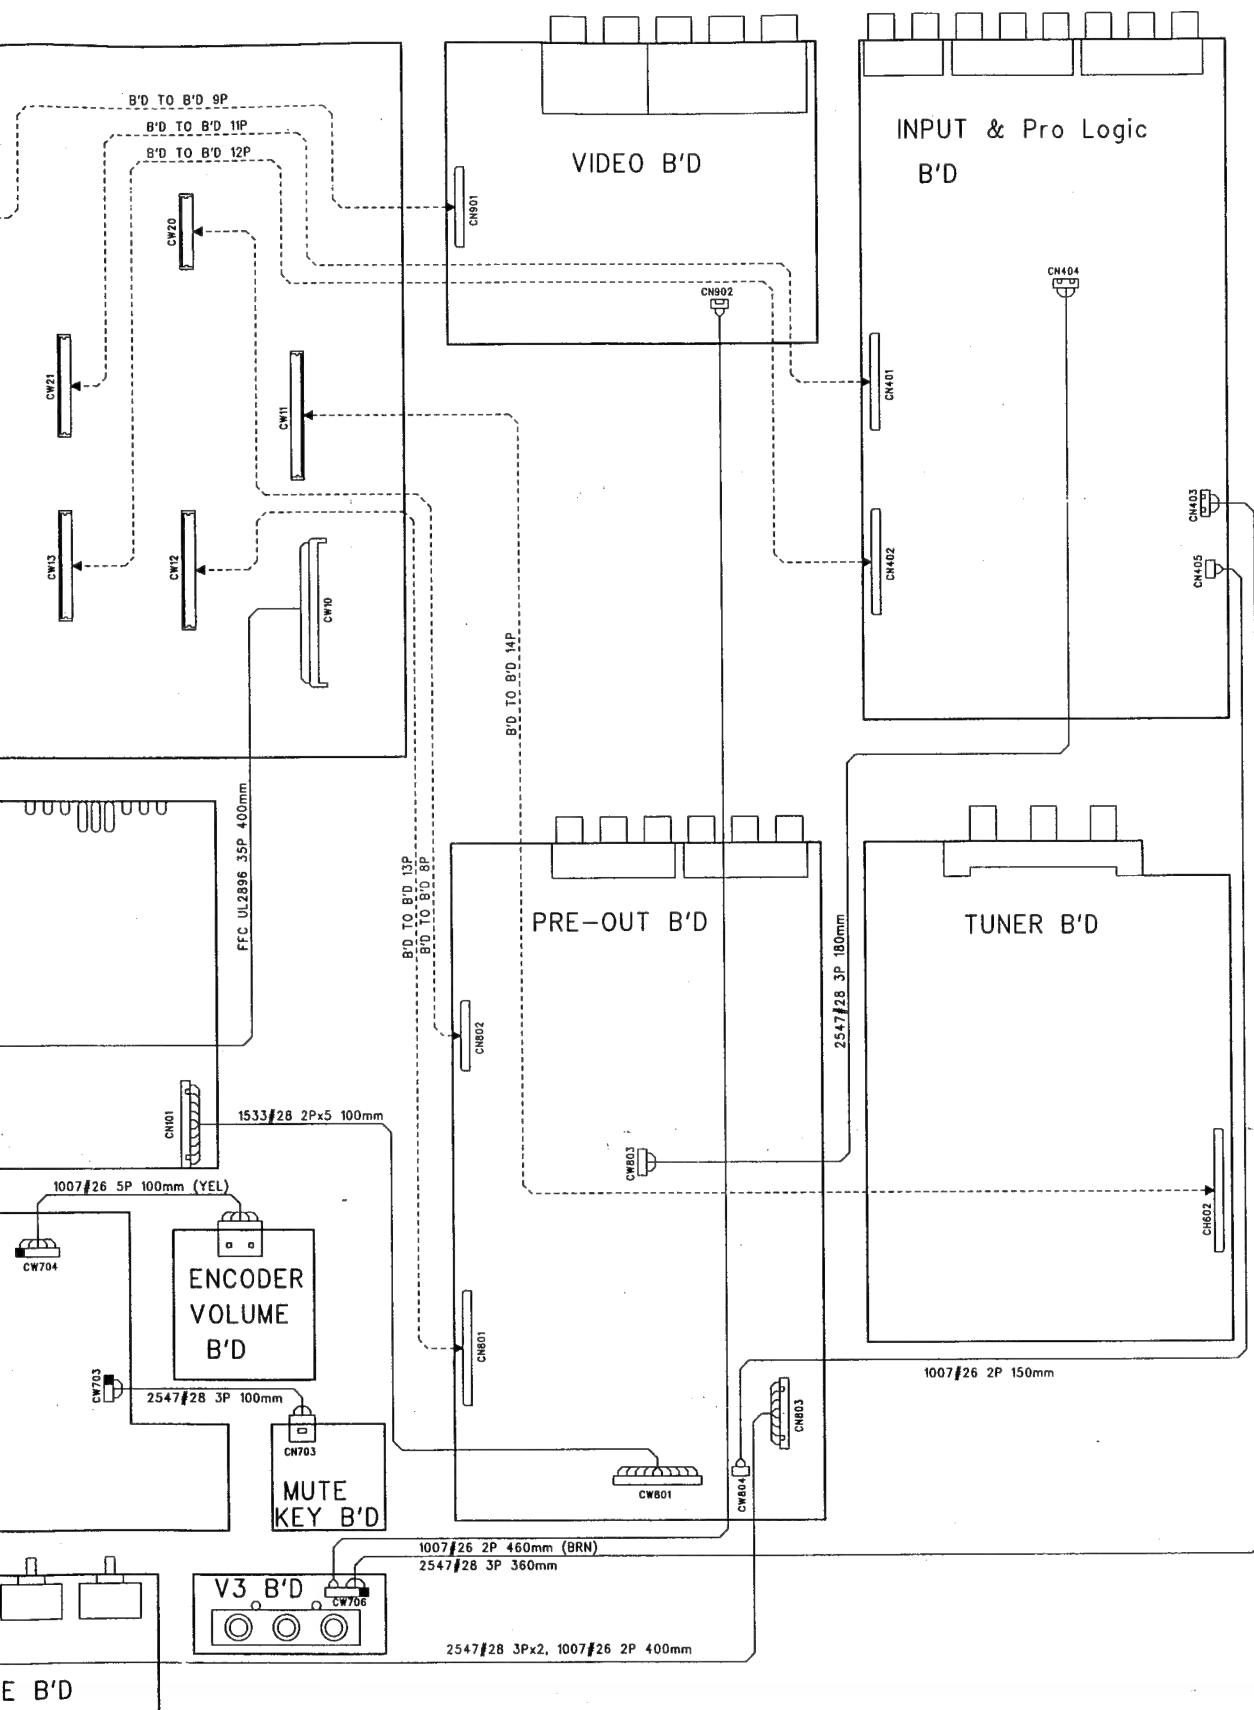 B'D TO B'D 9P
B'D TO B'D 11P
B'D TO B'D 12P
CW20
CW21
CW11
CW13
CW12
CW10
VIDEO B'D
CN901
CN902
INPUT & Pro Logic
B'D
CN404
CN401
CN402
CN403
CN405
B'D TO B'D 14P
FFC UL2896 35P 400mm
B'D TO B'D 13P
B'D TO B'D 8P
PRE-OUT B'D
2547#28 3P 180mm
TUNER B'D
CN802
CW803
CN801
CN803
CW801
CW804
CH602
CN101
1533#28 2Px5 100mm
1007#26 5P 100mm (YEL)
CW704
ENCODER
VOLUME
B'D
CW703
2547#28 3P 100mm
CN703
MUTE
KEY B'D
1007#26 2P 150mm
1007#26 2P 460mm (BRN)
2547#28 3P 360mm
V3 B'D
CW706
2547#28 3Px2, 1007#26 2P 400mm
E B'D